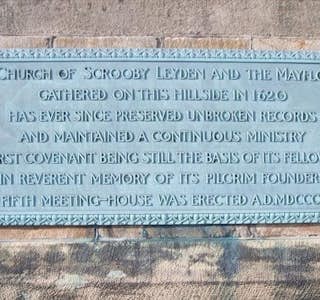 CHURCH OF SCROOBY LEYDEN AND THE MAYFLO
GATHERED ON THIS HILLSIDE IN 1620
HAS EVER SINCE PRESERVED UNBROKEN RECORDS
AND MAINTAINED A CONTINUOUS MINISTRY
RST COVENANT BEING STILL THE BASIS OF ITS FELLO
IN REVERENT MEMORY OF ITS PILGRIM FOUNDER
FIFTH MEETING-HOUSE WAS ERECTED A.D.MDCCC